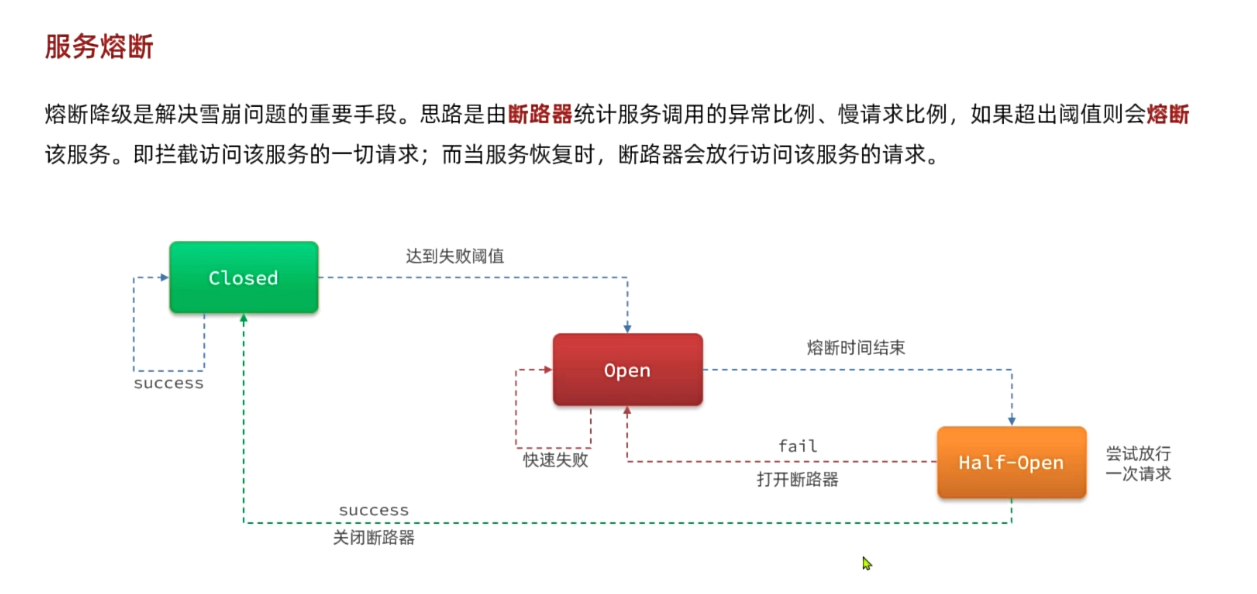 服务熔断
熔断降级是解决雪崩问题的重要手段。思路是由断路器统计服务调用的异常比例、慢请求比例，如果超出阈值则会熔断
该服务。即拦截访问该服务的一切请求；而当服务恢复时，断路器会放行访问该服务的请求。
达到失败阈值
Closed
熔断时间结束
Open
success
fail
快速失败
Half-Open
尝试放行
一次请求
打开断路器
success
关闭断路器